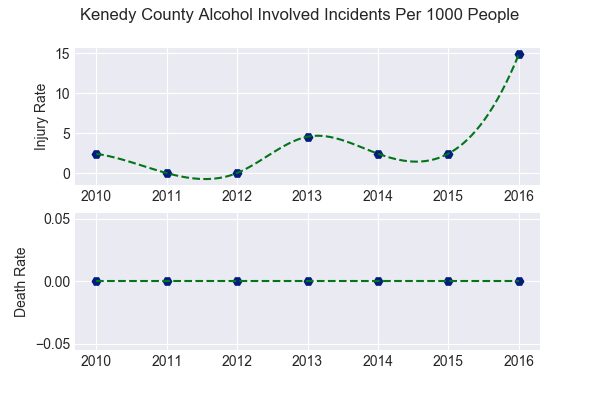 Kenedy County Alcohol Involved Incidents Per 1000 People
15
10
5
0
Injury Rate
2010 2011 2012 2013 2014 2015 2016
0.05
0.00
−0.05
Death Rate
2010 2011 2012 2013 2014 2015 2016